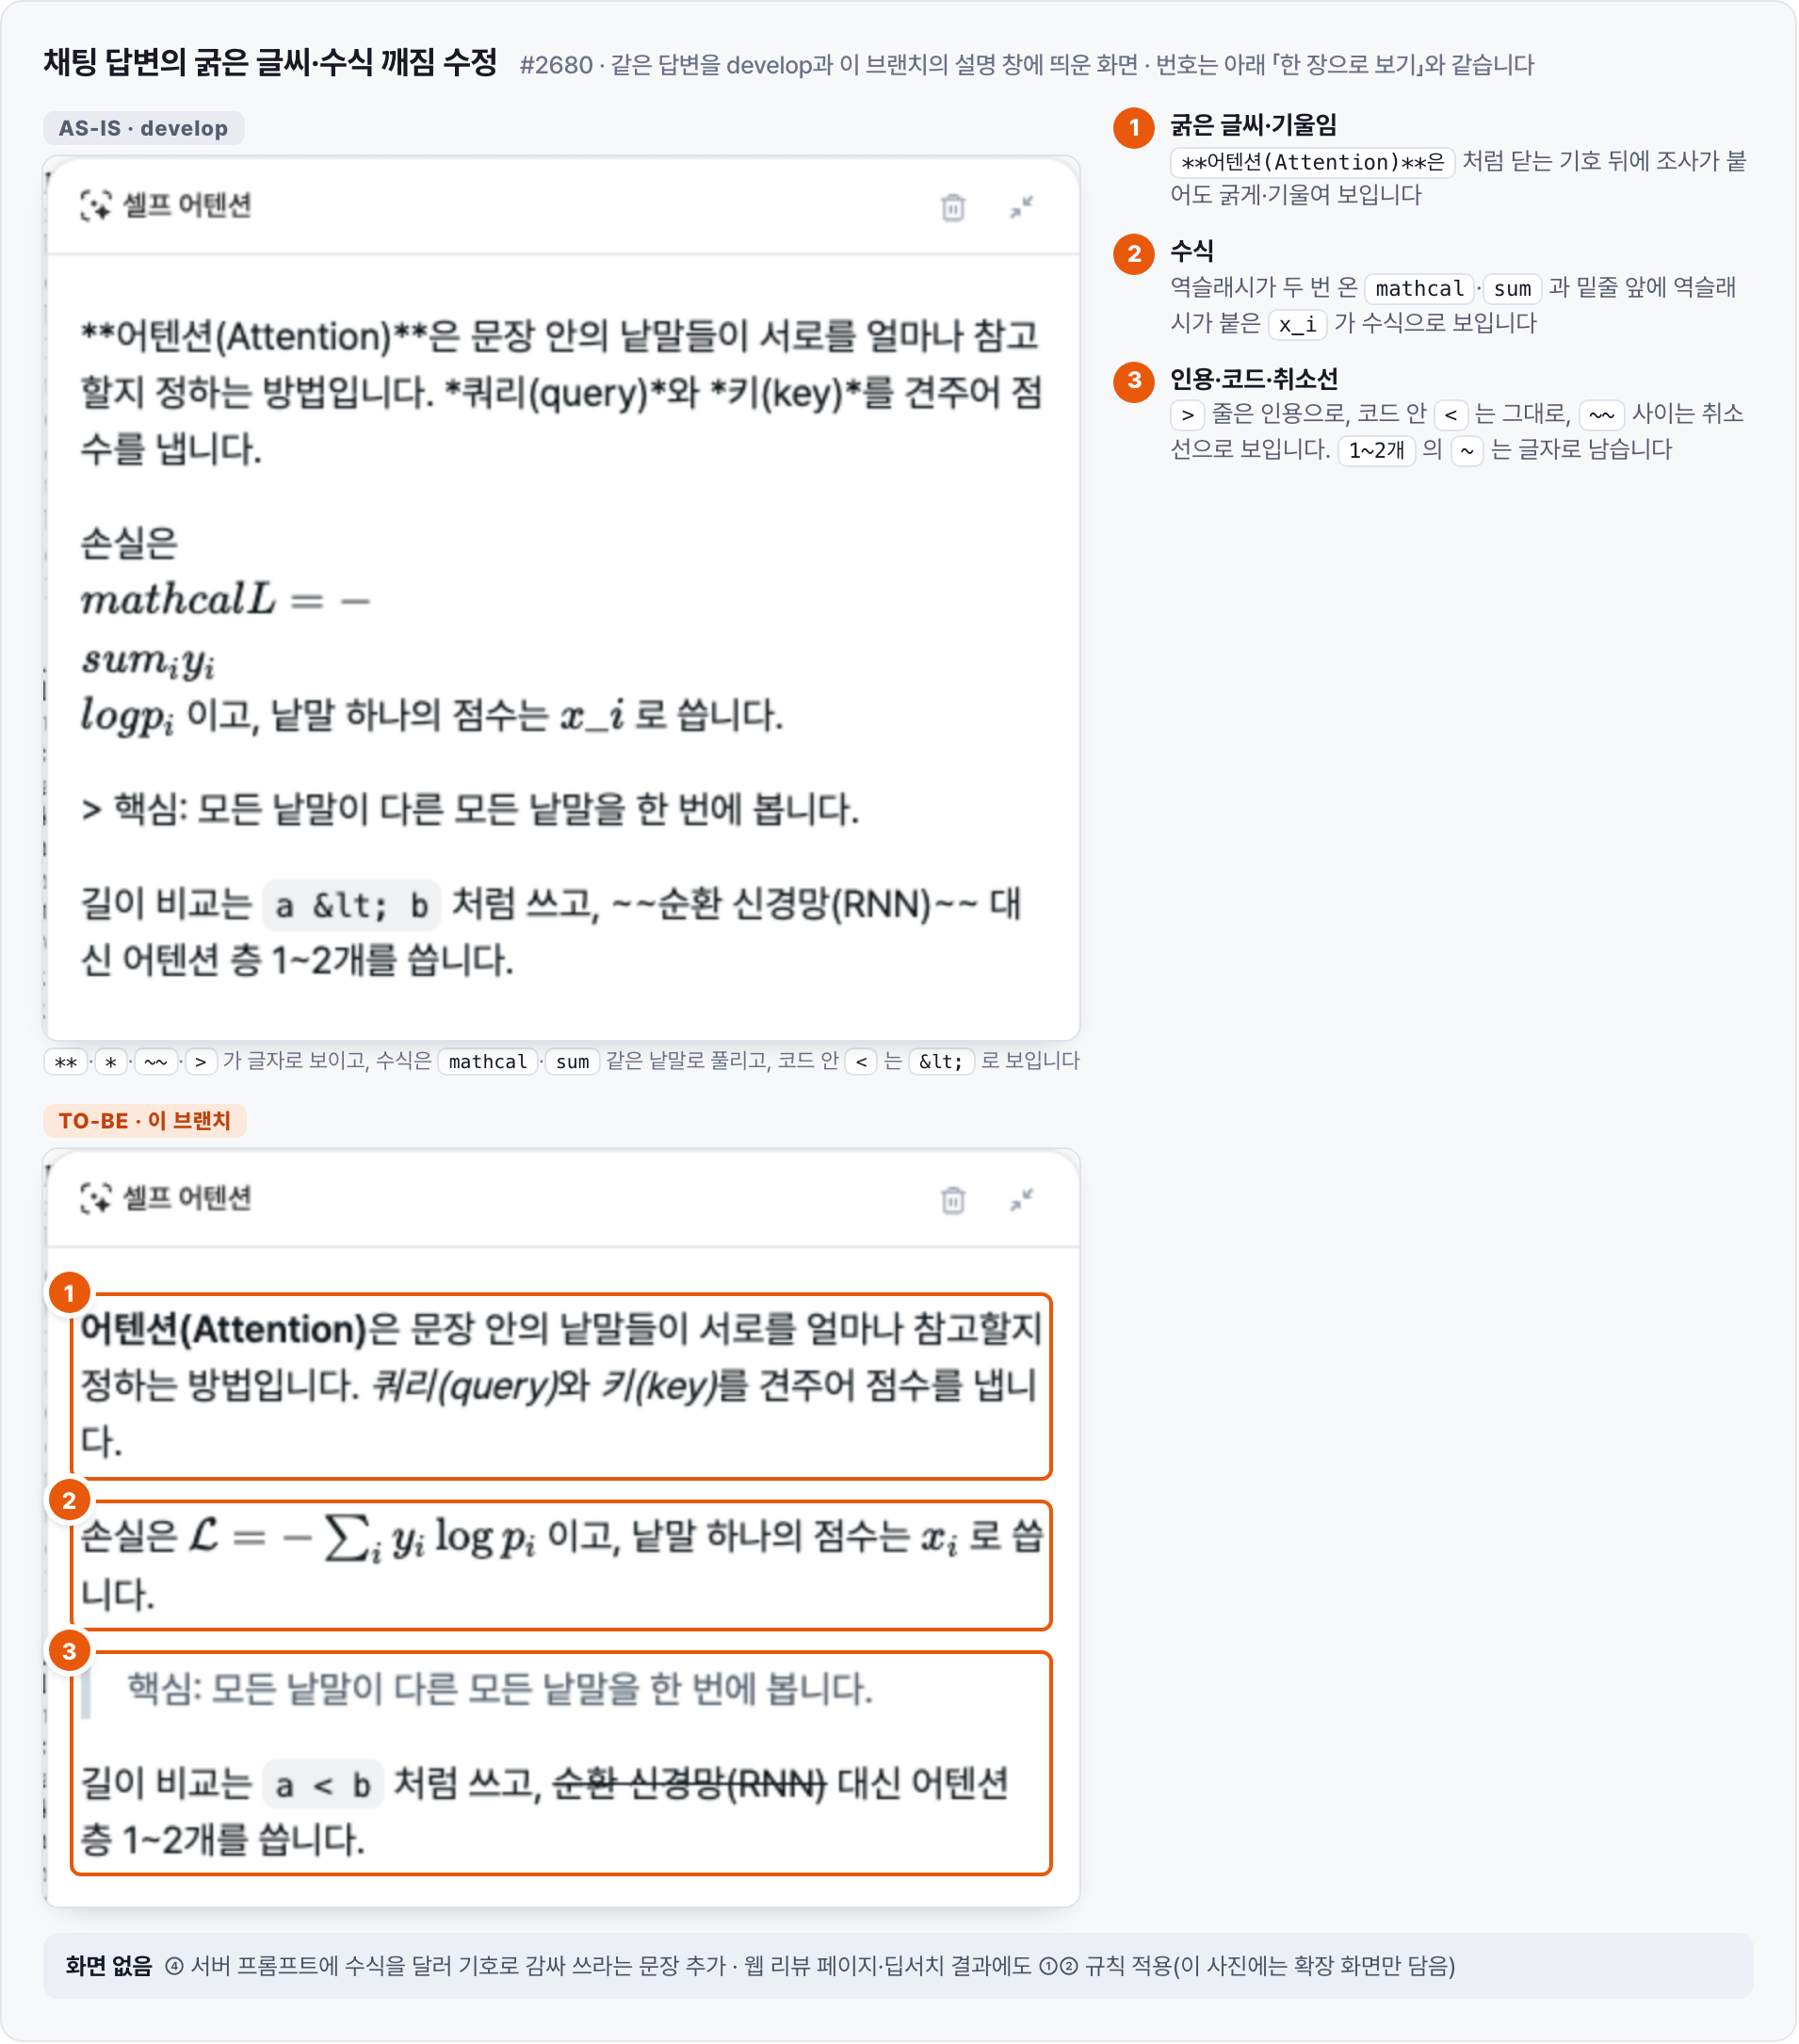 채팅 답변의 굵은 글씨·수식 깨짐 수정 #2680 · 같은 답변을 develop과 이 브랜치의 설명 창에 띄운 화면 · 번호는 아래 「한 장으로 보기」와 같습니다
AS-IS · develop
셀프 어텐션
**어텐션(Attention)**은 문장 안의 낱말들이 서로를 얼마나 참고
할지 정하는 방법입니다. *쿼리(query)*와 *키(key)*를 견주어 점
수를 냅니다.
손실은
mathcalL = −
sum_i y_i
logp_i 이고, 낱말 하나의 점수는 x_i 로 씁니다.
> 핵심: 모든 낱말이 다른 모든 낱말을 한 번에 봅니다.
길이 비교는 a &lt; b 처럼 쓰고, ~~순환 신경망(RNN)~~ 대
신 어텐션 층 1~2개를 씁니다.
** · * · ~~ · > 가 글자로 보이고, 수식은 mathcal · sum 같은 낱말로 풀리고, 코드 안 < 는 &lt; 로 보입니다
TO-BE · 이 브랜치
셀프 어텐션
1
어텐션(Attention)은 문장 안의 낱말들이 서로를 얼마나 참고할지
정하는 방법입니다. 쿼리(query)와 키(key)를 견주어 점수를 냅니
다.
2
손실은 ℒ = − ∑_i y_i log p_i 이고, 낱말 하나의 점수는 x_i 로 씁
니다.
3
핵심: 모든 낱말이 다른 모든 낱말을 한 번에 봅니다.
길이 비교는 a < b 처럼 쓰고, 순환 신경망(RNN) 대신 어텐션
층 1~2개를 씁니다.
1 굵은 글씨·기울임
**어텐션(Attention)**은 처럼 닫는 기호 뒤에 조사가 붙
어도 굵게·기울여 보입니다
2 수식
역슬래시가 두 번 온 mathcal · sum 과 밑줄 앞에 역슬래
시가 붙은 x_i 가 수식으로 보입니다
3 인용·코드·취소선
> 줄은 인용으로, 코드 안 < 는 그대로, ~~ 사이는 취소
선으로 보입니다. 1~2개 의 ~ 는 글자로 남습니다
화면 없음 ④ 서버 프롬프트에 수식을 달러 기호로 감싸 쓰라는 문장 추가 · 웹 리뷰 페이지·딥서치 결과에도 ①② 규칙 적용(이 사진에는 확장 화면만 담음)